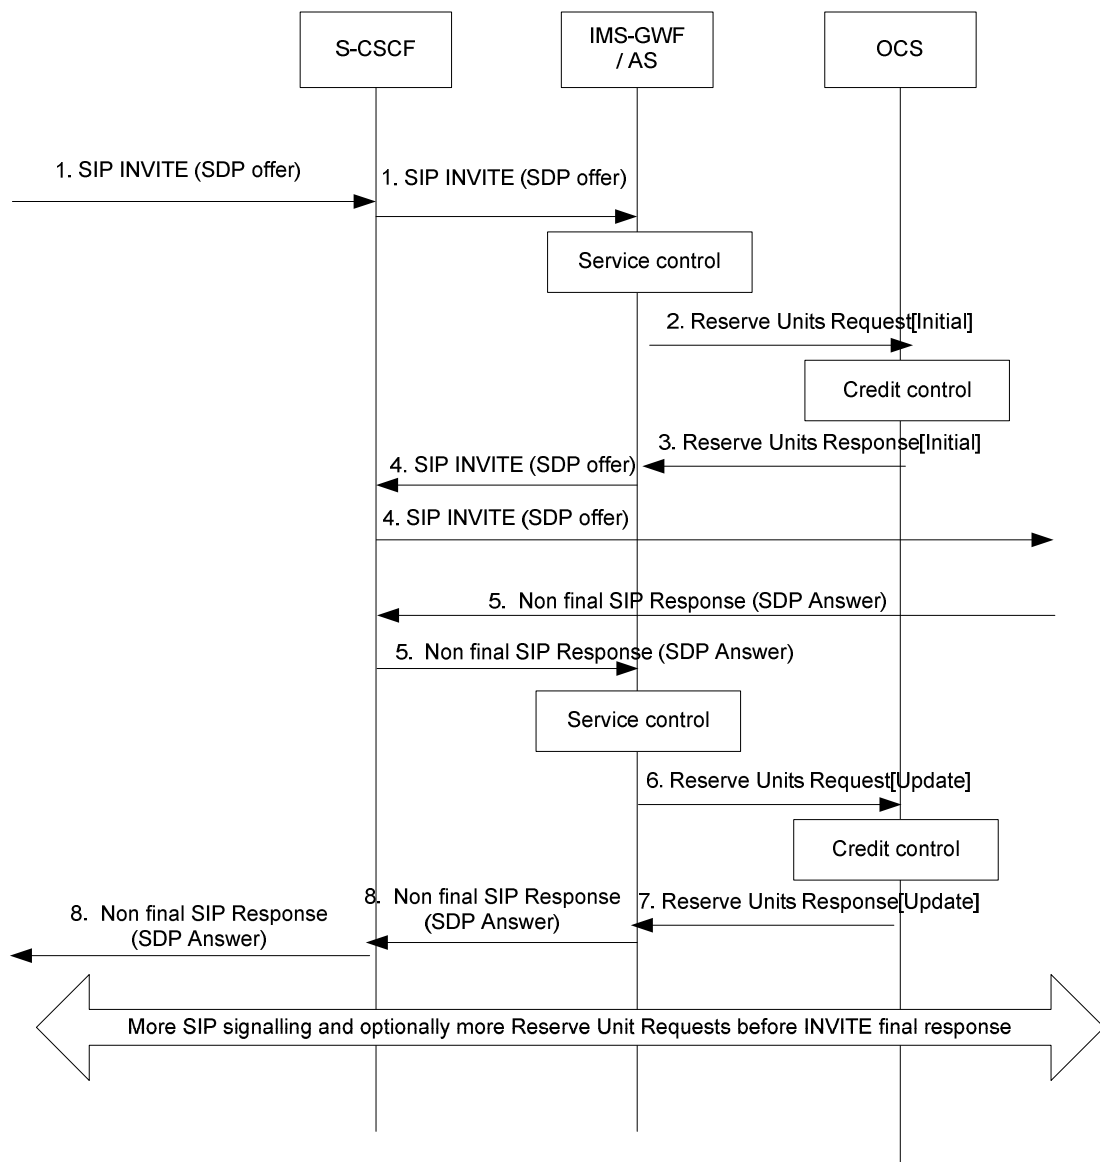 S-CSCF
IMS-GWF
/ AS
OCS
1. SIP INVITE (SDP offer)
1. SIP INVITE (SDP offer)
Service control
2. Reserve Units Request[Initial]
Credit control
3. Reserve Units Response[Initial]
4. SIP INVITE (SDP offer)
4. SIP INVITE (SDP offer)
5. Non final SIP Response (SDP Answer)
5. Non final SIP Response (SDP Answer)
Service control
6. Reserve Units Request[Update]
Credit control
7. Reserve Units Response[Update]
8. Non final SIP Response
(SDP Answer)
8. Non final SIP Response
(SDP Answer)
More SIP signalling and optionally more Reserve Unit Requests before INVITE final response